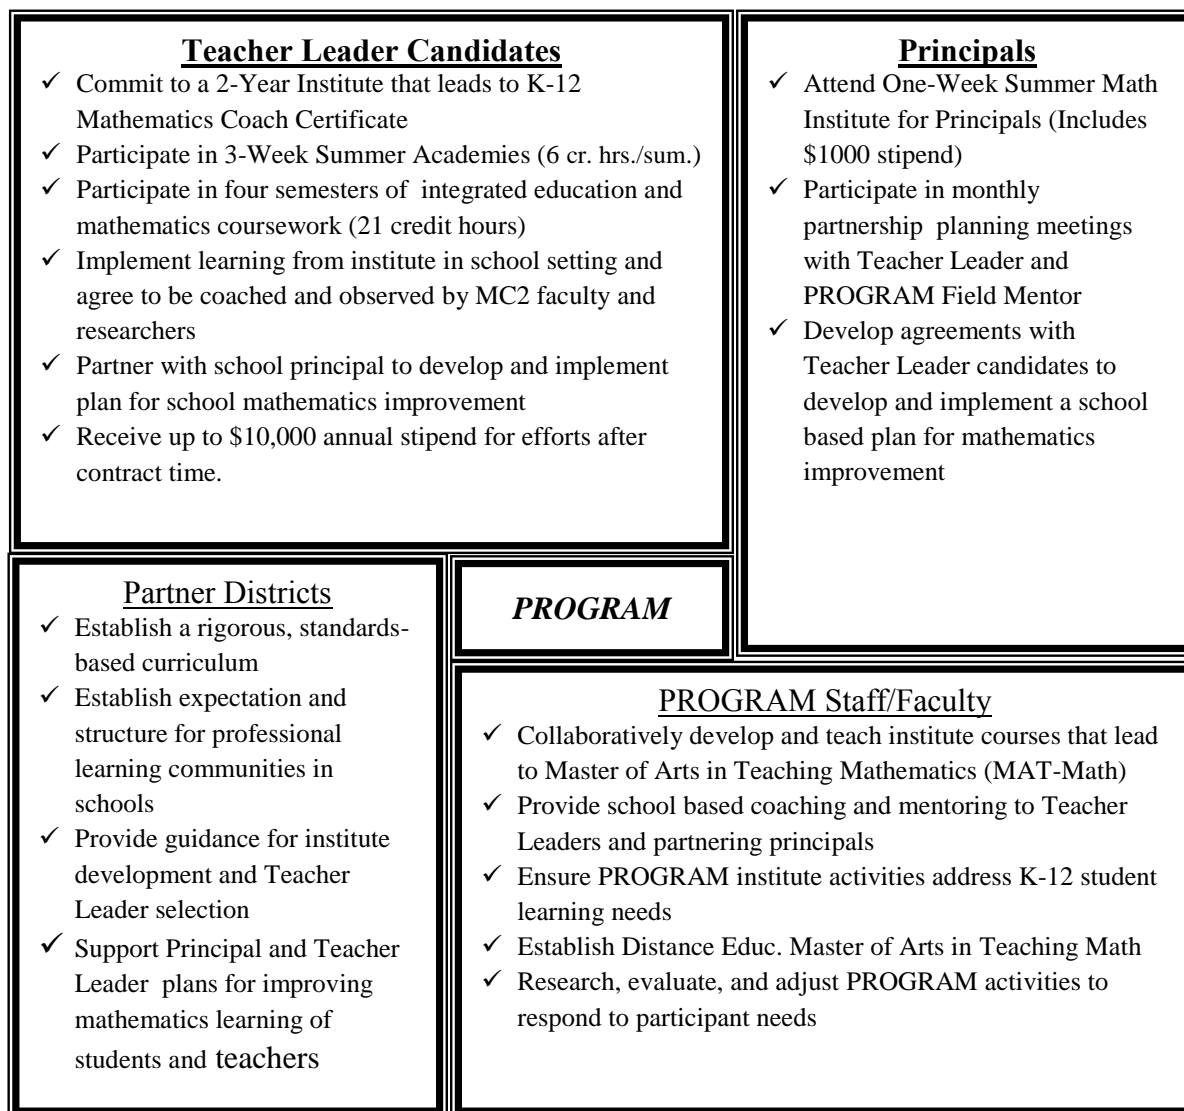 Teacher Leader Candidates
✓ Commit to a 2-Year Institute that leads to K-12
Mathematics Coach Certificate
✓ Participate in 3-Week Summer Academies (6 cr. hrs./sum.)
✓ Participate in four semesters of integrated education and
mathematics coursework (21 credit hours)
✓ Implement learning from institute in school setting and
agree to be coached and observed by MC2 faculty and
researchers
✓ Partner with school principal to develop and implement
plan for school mathematics improvement
✓ Receive up to $10,000 annual stipend for efforts after
contract time.
Principals
✓ Attend One-Week Summer Math
Institute for Principals (Includes
$1000 stipend)
✓ Participate in monthly
partnership planning meetings
with Teacher Leader and
PROGRAM Field Mentor
✓ Develop agreements with
Teacher Leader candidates to
develop and implement a school
based plan for mathematics
improvement
Partner Districts
✓ Establish a rigorous, standards-
based curriculum
✓ Establish expectation and
structure for professional
learning communities in
schools
✓ Provide guidance for institute
development and Teacher
Leader selection
✓ Support Principal and Teacher
Leader plans for improving
mathematics learning of
students and teachers
PROGRAM
PROGRAM Staff/Faculty
✓ Collaboratively develop and teach institute courses that lead
to Master of Arts in Teaching Mathematics (MAT-Math)
✓ Provide school based coaching and mentoring to Teacher
Leaders and partnering principals
✓ Ensure PROGRAM institute activities address K-12 student
learning needs
✓ Establish Distance Educ. Master of Arts in Teaching Math
✓ Research, evaluate, and adjust PROGRAM activities to
respond to participant needs